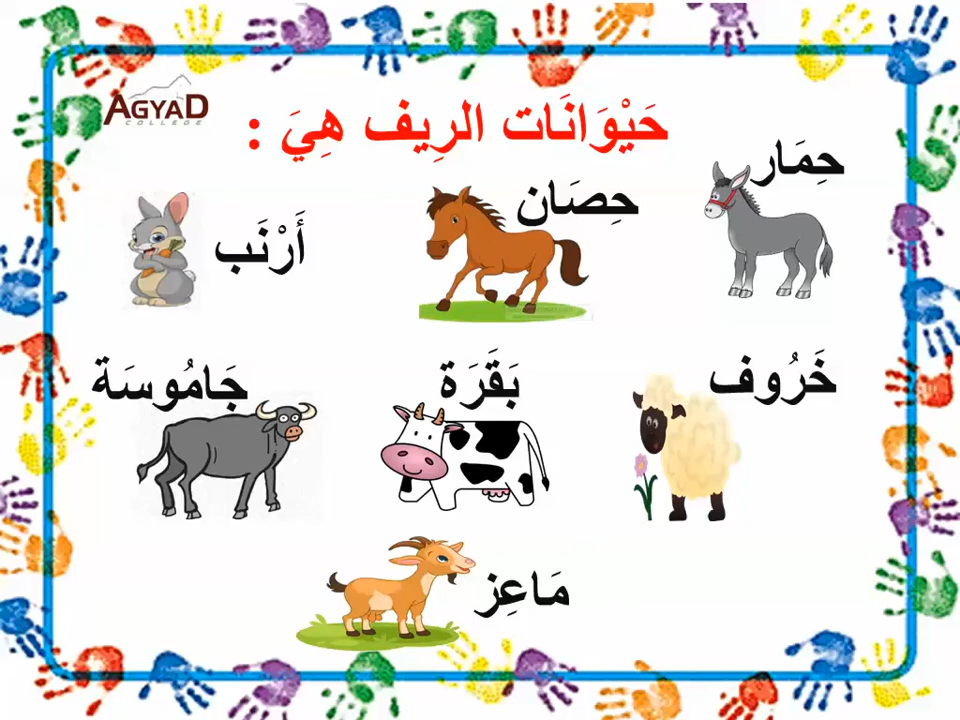 AGYAD
COLLEGE
حَيْوَانَات الرِيف هِيَ :
حِمَار
حِصَان
أَرْنَب
خَرُوف
بَقَرَة
جَامُوسَة
مَاعِز